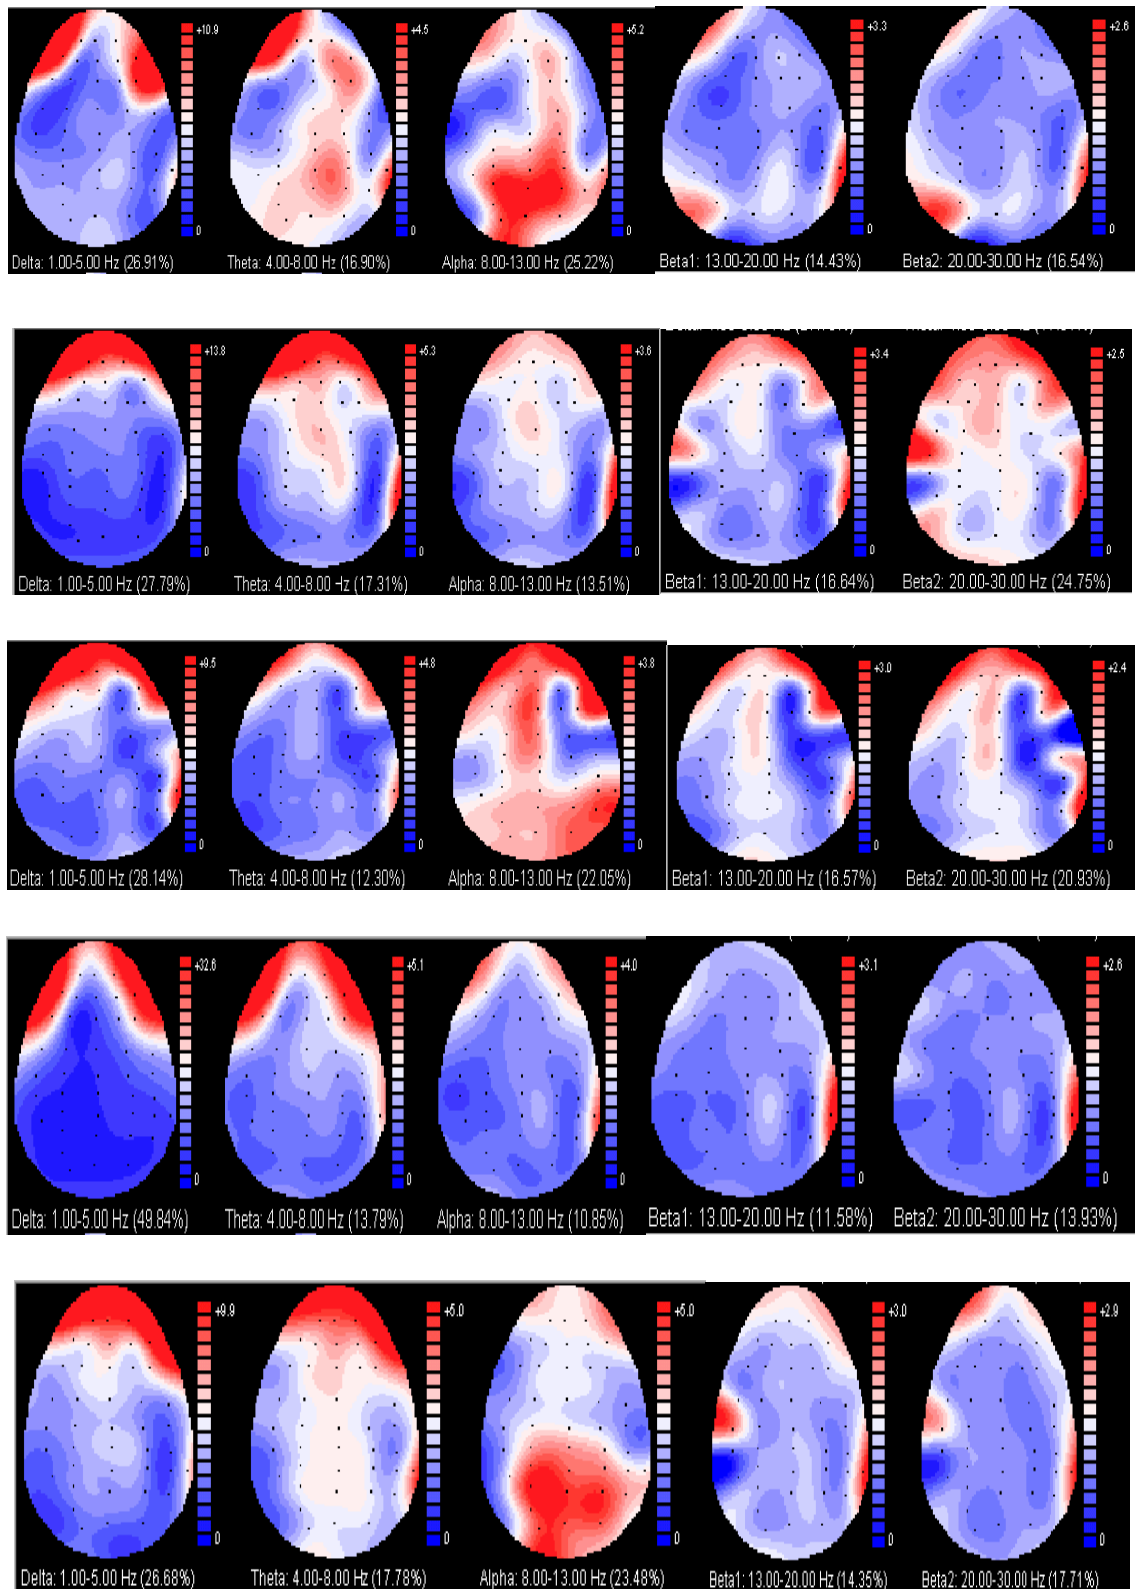 +10.9 +4.5 +5.2 +3.3 +2.6
0 0 0 0 0
Delta: 1.00-5.00 Hz (26.91%) Theta: 4.00-8.00 Hz (16.90%) Alpha: 8.00-13.00 Hz (25.22%) Beta1: 13.00-20.00 Hz (14.43%) Beta2: 20.00-30.00 Hz (16.54%)
+13.8 +5.3 +3.6 +3.4 +2.5
0 0 0 0 0
Delta: 1.00-5.00 Hz (27.79%) Theta: 4.00-8.00 Hz (17.31%) Alpha: 8.00-13.00 Hz (13.51%) Beta1: 13.00-20.00 Hz (16.64%) Beta2: 20.00-30.00 Hz (24.75%)
+9.5 +4.8 +3.8 +3.0 +2.4
0 0 0 0 0
Delta: 1.00-5.00 Hz (28.14%) Theta: 4.00-8.00 Hz (12.30%) Alpha: 8.00-13.00 Hz (22.05%) Beta1: 13.00-20.00 Hz (16.57%) Beta2: 20.00-30.00 Hz (20.93%)
+32.6 +5.1 +4.0 +3.1 +2.6
0 0 0 0 0
Delta: 1.00-5.00 Hz (49.84%) Theta: 4.00-8.00 Hz (13.79%) Alpha: 8.00-13.00 Hz (10.85%) Beta1: 13.00-20.00 Hz (11.58%) Beta2: 20.00-30.00 Hz (13.93%)
+9.9 +5.0 +5.0 +3.0 +2.9
0 0 0 0 0
Delta: 1.00-5.00 Hz (26.68%) Theta: 4.00-8.00 Hz (17.78%) Alpha: 8.00-13.00 Hz (23.48%) Beta1: 13.00-20.00 Hz (14.35%) Beta2: 20.00-30.00 Hz (17.71%)